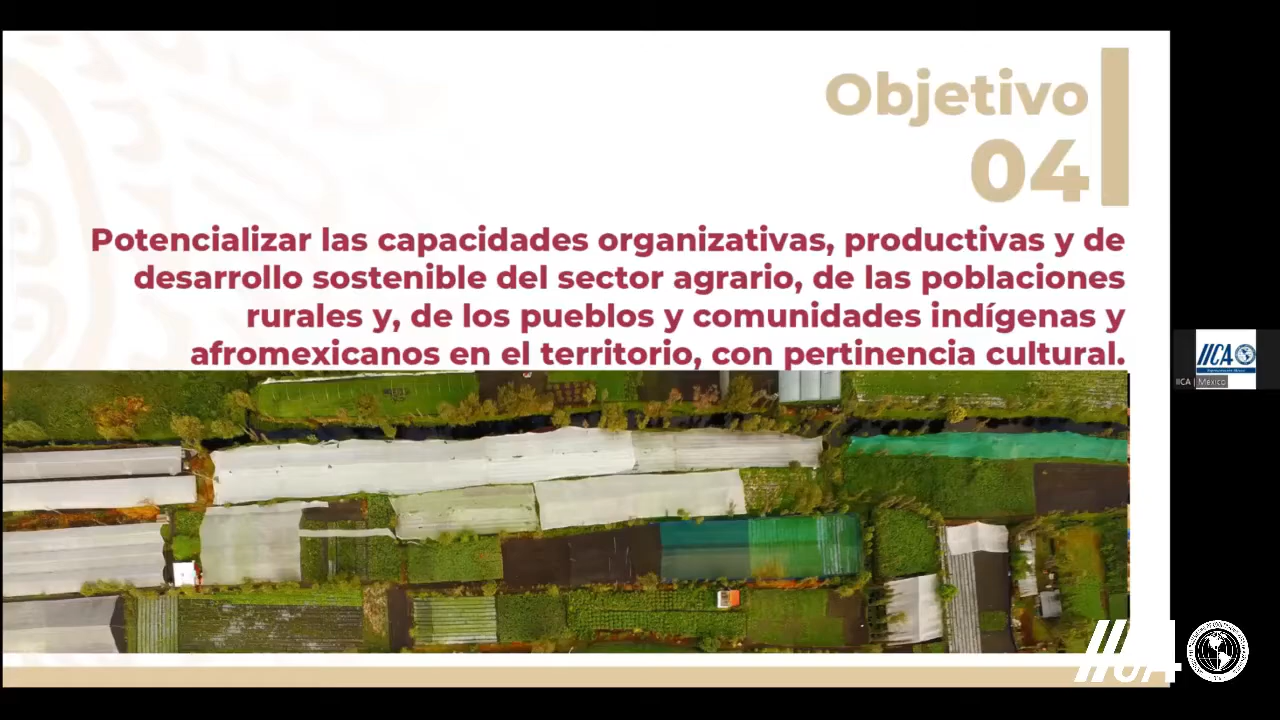 Objetivo
04
Potencializar las capacidades organizativas, productivas y de
desarrollo sostenible del sector agrario, de las poblaciones
rurales y, de los pueblos y comunidades indígenas y
afromexicanos en el territorio, con pertinencia cultural.
IICA
IICA | México
IICA